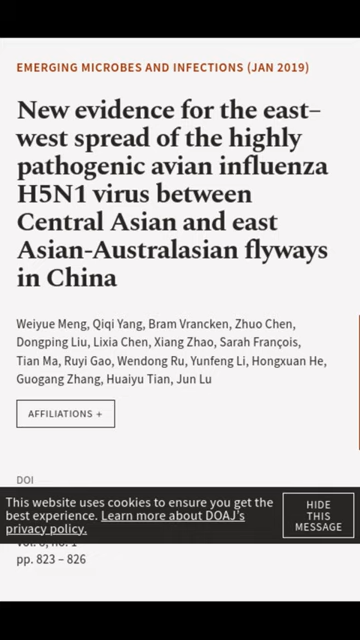 EMERGING MICROBES AND INFECTIONS (JAN 2019)
New evidence for the east–
west spread of the highly
pathogenic avian influenza
H5N1 virus between
Central Asian and east
Asian-Australasian flyways
in China
Weiyue Meng, Qiqi Yang, Bram Vrancken, Zhuo Chen,
Dongping Liu, Lixia Chen, Xiang Zhao, Sarah François,
Tian Ma, Ruyi Gao, Wendong Ru, Yunfeng Li, Hongxuan He,
Guogang Zhang, Huaiyu Tian, Jun Lu
AFFILIATIONS +
DOI
This website uses cookies to ensure you get the
best experience. Learn more about DOAJ's
privacy policy.
HIDE
THIS
MESSAGE
pp. 823 – 826